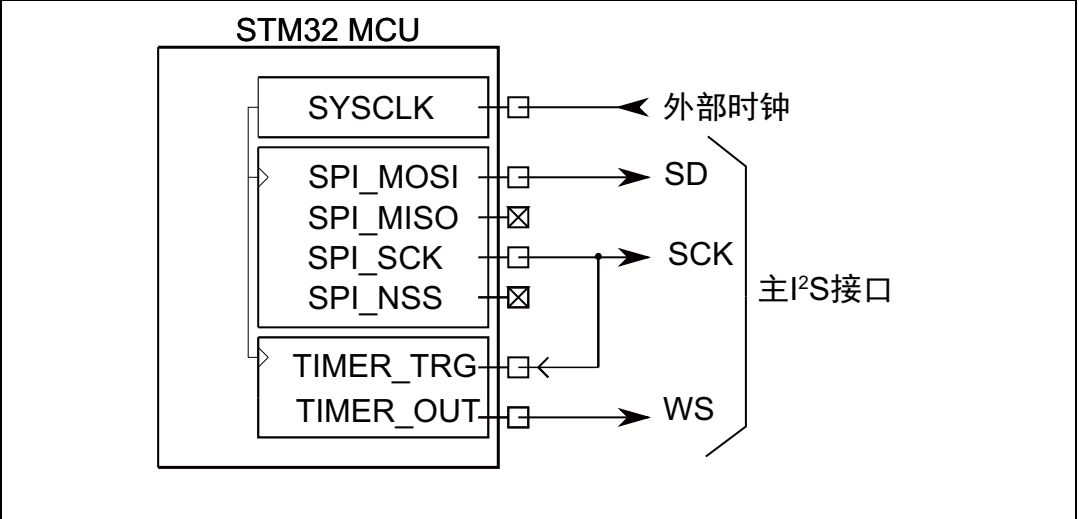 STM32 MCU
SYSCLK
外部时钟
SPI_MOSI
SD
SPI_MISO
SPI_SCK
SCK
SPI_NSS
主I²S接口
TIMER_TRG
TIMER_OUT
WS